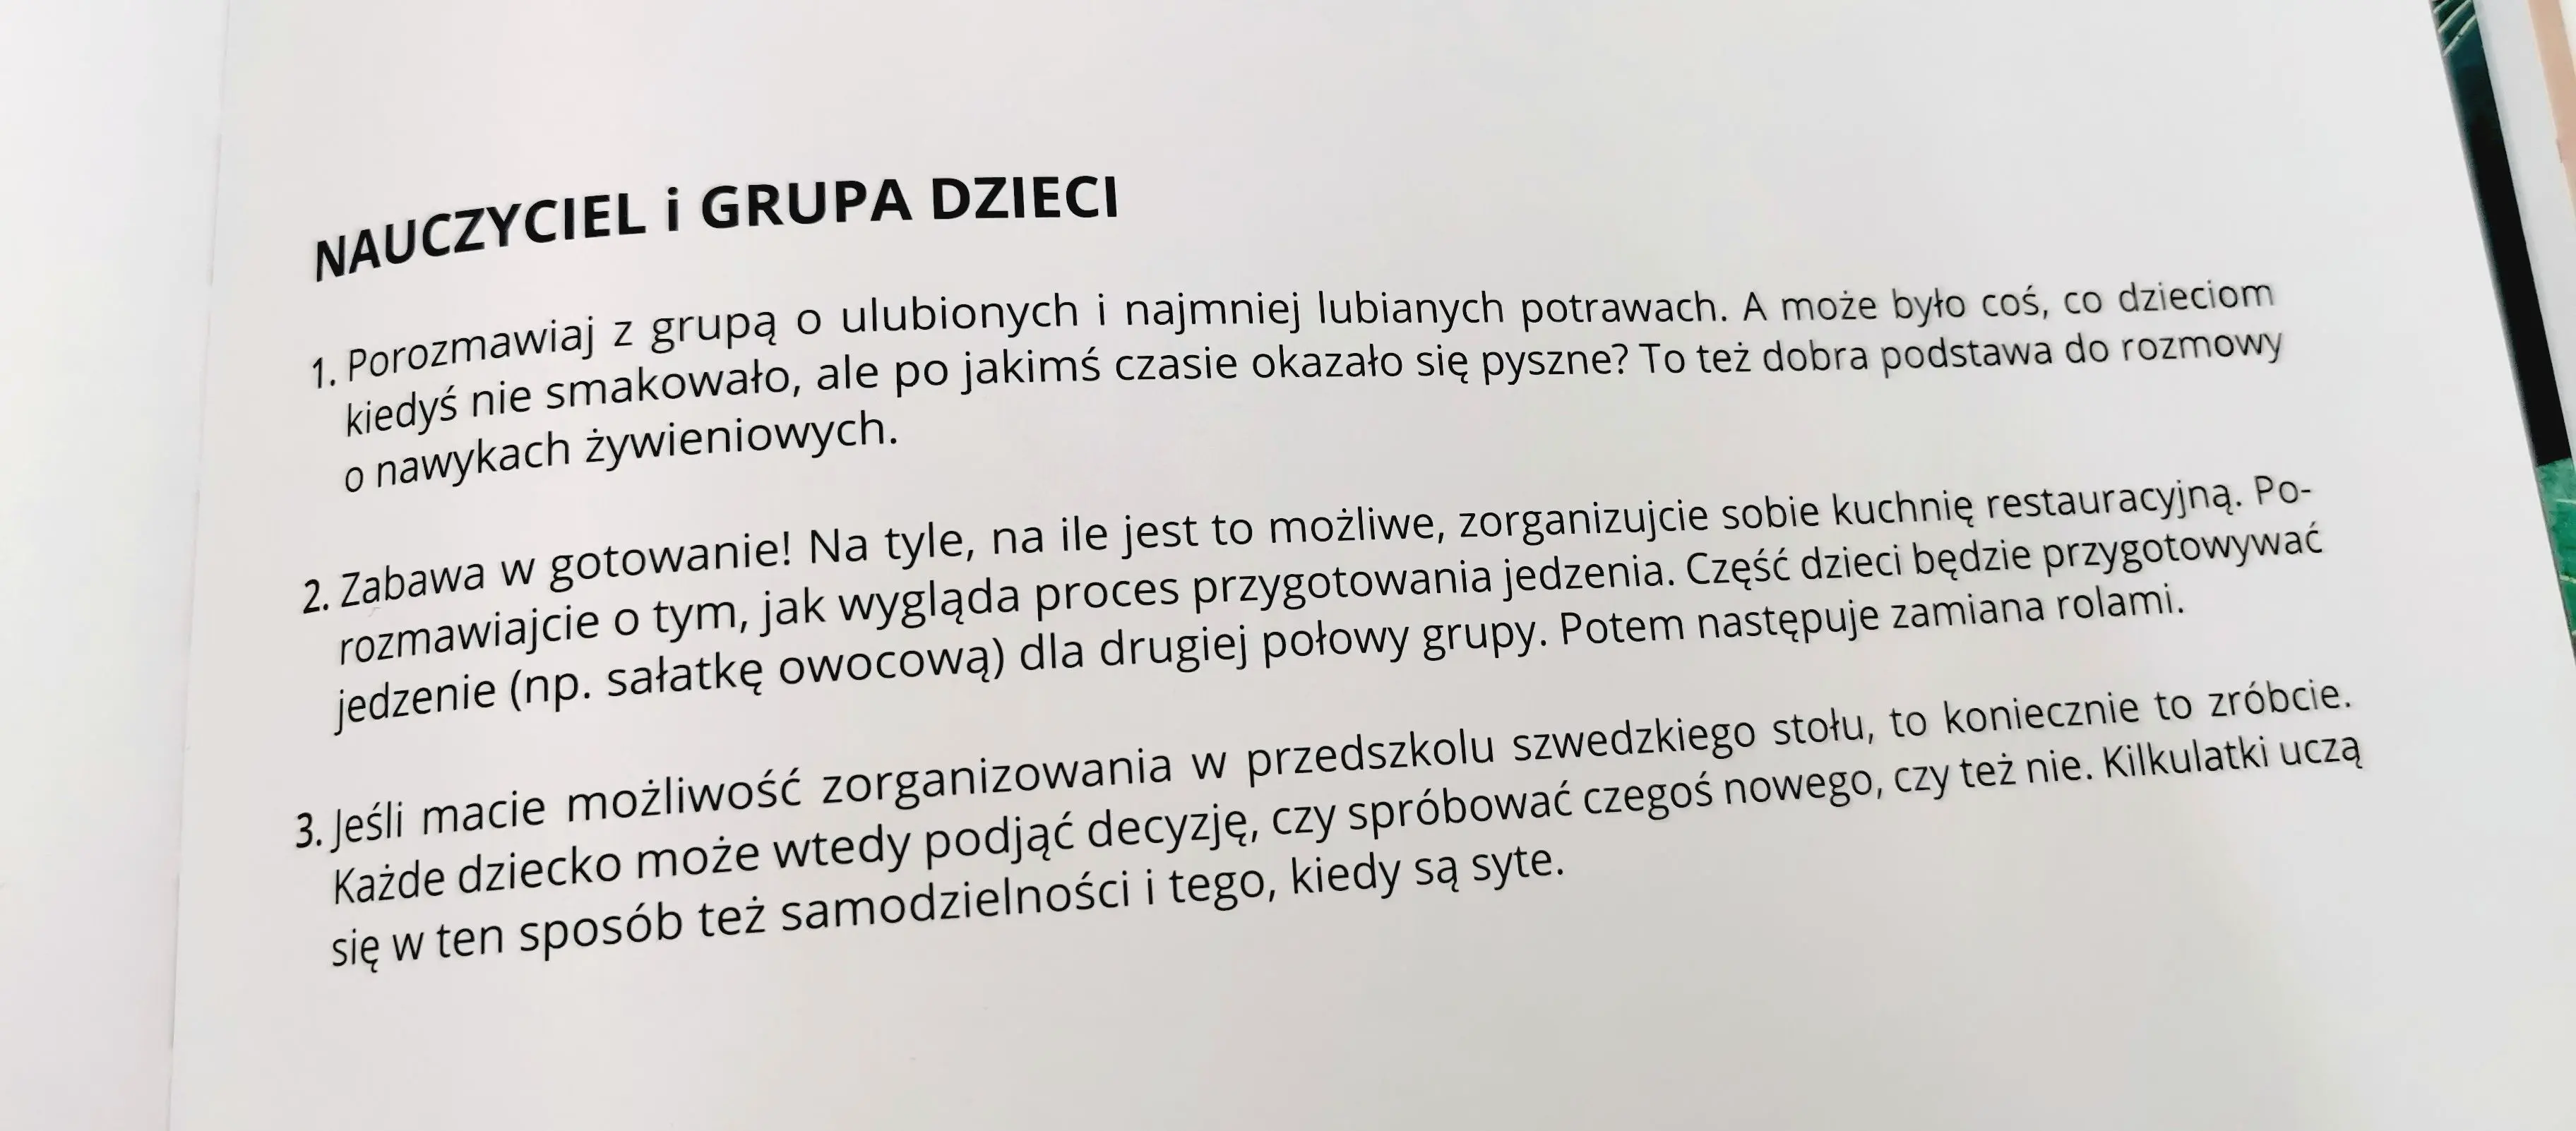 NAUCZYCIEL i GRUPA DZIECI
1. Porozmawiaj z grupą o ulubionych i najmniej lubianych potrawach. A może było coś, co dzieciom
kiedyś nie smakowało, ale po jakimś czasie okazało się pyszne? To też dobra podstawa do rozmowy
o nawykach żywieniowych.
2. Zabawa w gotowanie! Na tyle, na ile jest to możliwe, zorganizujcie sobie kuchnię restauracyjną. Po-
rozmawiajcie o tym, jak wygląda proces przygotowania jedzenia. Część dzieci będzie przygotowywać
jedzenie (np. sałatkę owocową) dla drugiej połowy grupy. Potem następuje zamiana rolami.
3. Jeśli macie możliwość zorganizowania w przedszkolu szwedzkiego stołu, to koniecznie to zróbcie.
Każde dziecko może wtedy podjąć decyzję, czy spróbować czegoś nowego, czy też nie. Kilkulatki uczą
się w ten sposób też samodzielności i tego, kiedy są syte.